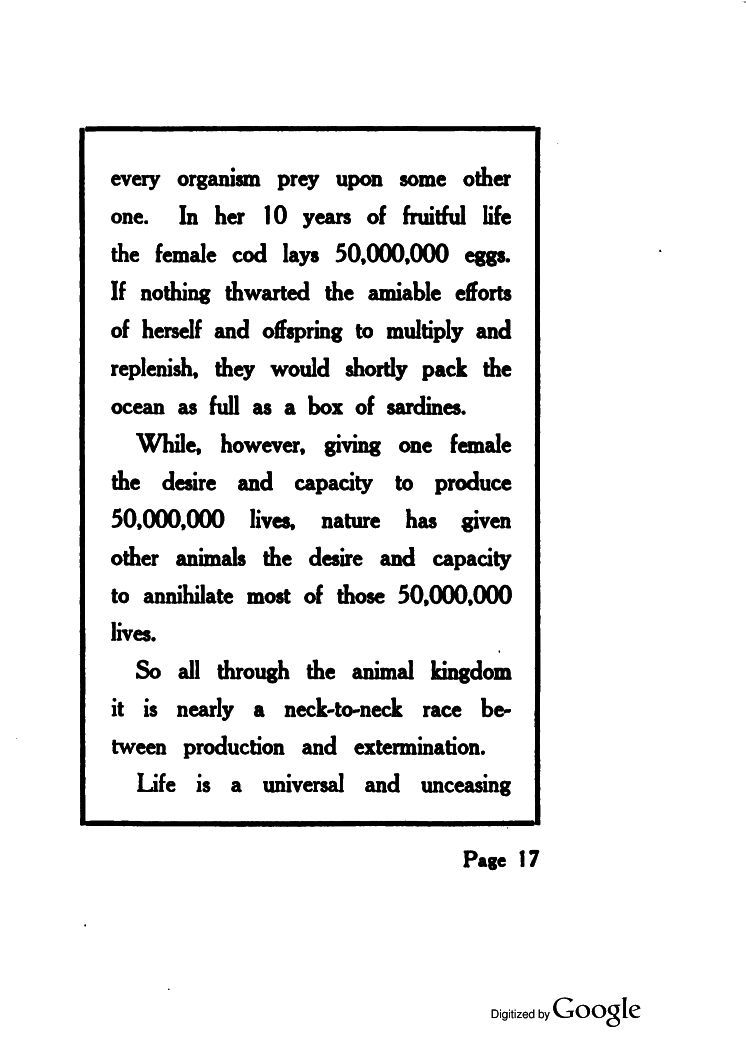 every organism prey upon some other
one. In her 10 years of fruitful life
the female cod lays 50,000,000 eggs.
If nothing thwarted the amiable efforts
of herself and offspring to multiply and
replenish, they would shortly pack the
ocean as full as a box of sardines.
While, however, giving one female
the desire and capacity to produce
50,000,000 lives, nature has given
other animals the desire and capacity
to annihilate most of those 50,000,000
lives.
So all through the animal kingdom
it is nearly a neck-to-neck race be-
tween production and extermination.
Life is a universal and unceasing
Page 17
Digitized by Google